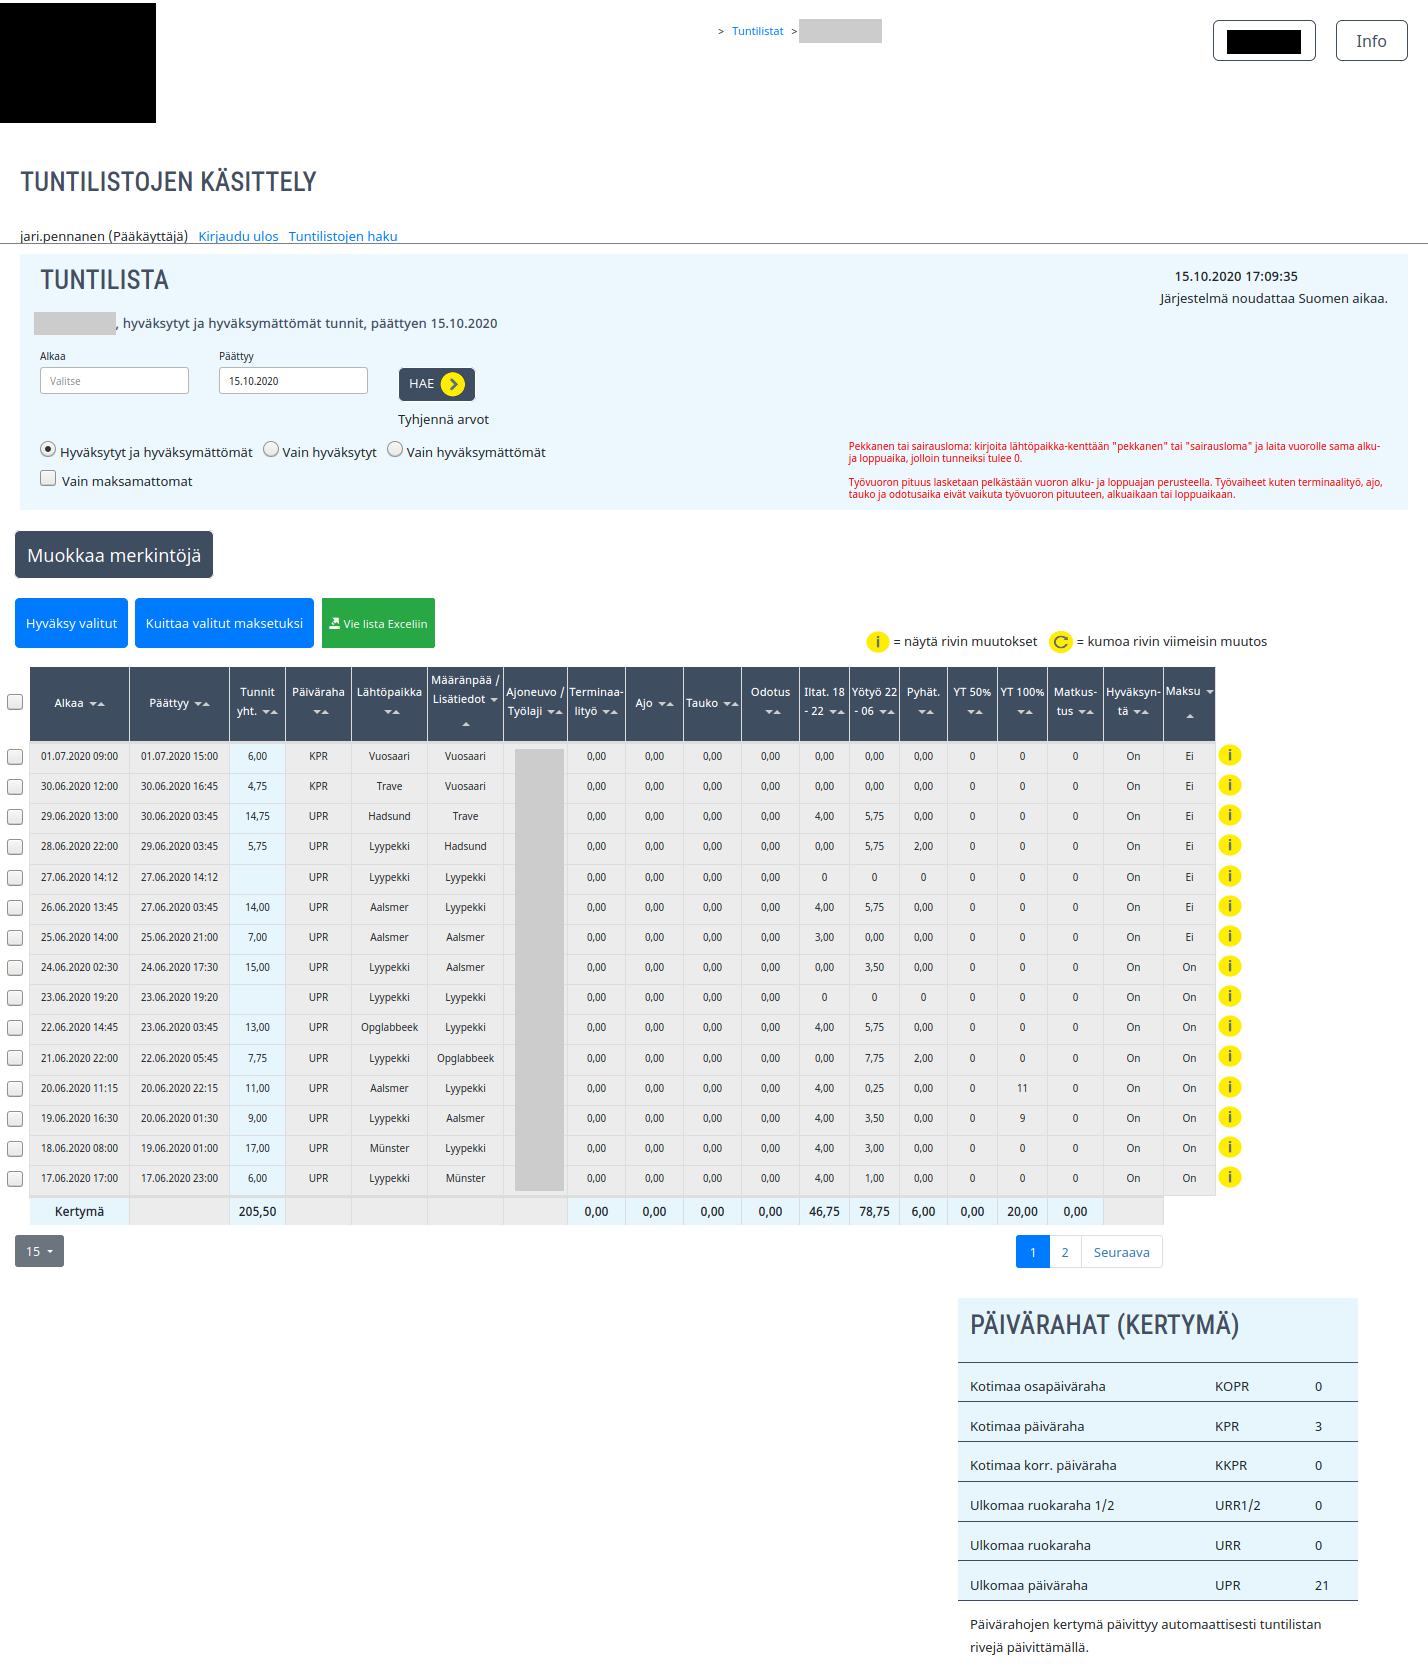 > Tuntilistat >
Info
TUNTILISTOJEN KÄSITTELY
jari.pennanen (Pääkäyttäjä) Kirjaudu ulos Tuntilistojen haku
TUNTILISTA
15.10.2020 17:09:35
Järjestelmä noudattaa Suomen aikaa.
, hyväksytyt ja hyväksymättömät tunnit, päättyen 15.10.2020
Alkaa Päättyy
Valitse 15.10.2020 HAE
Tyhjennä arvot
Hyväksytyt ja hyväksymättömät Vain hyväksytyt Vain hyväksymättömät
Vain maksamattomat
Pekkanen tai sairausloma: kirjoita lähtöpaikka-kenttään "pekkanen" tai "sairausloma" ja laita vuorolle sama alku-
ja loppuaika, jolloin tunneiksi tulee 0.
Työvuoron pituus lasketaan pelkästään vuoron alku- ja loppuajan perusteella. Työvaiheet kuten terminaalityö, ajo,
tauko ja odotusaika eivät vaikuta työvuoron pituuteen, alkuaikaan tai loppuaikaan.
Muokkaa merkintöjä
Hyväksy valitut Kuittaa valitut maksetuksi Vie lista Exceliin
i = näytä rivin muutokset = kumoa rivin viimeisin muutos
Alkaa Päättyy Tunnit yht. Päiväraha Lähtöpaikka Määränpää / Lisätiedot Ajoneuvo / Työlaji Terminaa-lityö Ajo Tauko Odotus Iltat. 18 - 22 Yötyö 22 - 06 Pyhät. YT 50% YT 100% Matkus-tus Hyväksyn-tä Maksu
01.07.2020 09:00 01.07.2020 15:00 6,00 KPR Vuosaari Vuosaari 0,00 0,00 0,00 0,00 0,00 0,00 0,00 0 0 0 On Ei i
30.06.2020 12:00 30.06.2020 16:45 4,75 KPR Trave Vuosaari 0,00 0,00 0,00 0,00 0,00 0,00 0,00 0 0 0 On Ei i
29.06.2020 13:00 30.06.2020 03:45 14,75 UPR Hadsund Trave 0,00 0,00 0,00 0,00 4,00 5,75 0,00 0 0 0 On Ei i
28.06.2020 22:00 29.06.2020 03:45 5,75 UPR Lyypekki Hadsund 0,00 0,00 0,00 0,00 0,00 5,75 2,00 0 0 0 On Ei i
27.06.2020 14:12 27.06.2020 14:12 UPR Lyypekki Lyypekki 0,00 0,00 0,00 0,00 0 0 0 0 0 0 On Ei i
26.06.2020 13:45 27.06.2020 03:45 14,00 UPR Aalsmer Lyypekki 0,00 0,00 0,00 0,00 4,00 5,75 0,00 0 0 0 On Ei i
25.06.2020 14:00 25.06.2020 21:00 7,00 UPR Aalsmer Aalsmer 0,00 0,00 0,00 0,00 3,00 0,00 0,00 0 0 0 On Ei i
24.06.2020 02:30 24.06.2020 17:30 15,00 UPR Lyypekki Aalsmer 0,00 0,00 0,00 0,00 0,00 3,50 0,00 0 0 0 On On i
23.06.2020 19:20 23.06.2020 19:20 UPR Lyypekki Lyypekki 0,00 0,00 0,00 0,00 0 0 0 0 0 0 On On i
22.06.2020 14:45 23.06.2020 03:45 13,00 UPR Opglabbeek Lyypekki 0,00 0,00 0,00 0,00 4,00 5,75 0,00 0 0 0 On On i
21.06.2020 22:00 22.06.2020 05:45 7,75 UPR Lyypekki Opglabbeek 0,00 0,00 0,00 0,00 0,00 7,75 2,00 0 0 0 On On i
20.06.2020 11:15 20.06.2020 22:15 11,00 UPR Aalsmer Lyypekki 0,00 0,00 0,00 0,00 4,00 0,25 0,00 0 11 0 On On i
19.06.2020 16:30 20.06.2020 01:30 9,00 UPR Lyypekki Aalsmer 0,00 0,00 0,00 0,00 4,00 3,50 0,00 0 9 0 On On i
18.06.2020 08:00 19.06.2020 01:00 17,00 UPR Münster Lyypekki 0,00 0,00 0,00 0,00 4,00 3,00 0,00 0 0 0 On On i
17.06.2020 17:00 17.06.2020 23:00 6,00 UPR Lyypekki Münster 0,00 0,00 0,00 0,00 4,00 1,00 0,00 0 0 0 On On i
Kertymä 205,50 0,00 0,00 0,00 0,00 46,75 78,75 6,00 0,00 20,00 0,00
15 1 2 Seuraava
PÄIVÄRAHAT (KERTYMÄ)
Kotimaa osapäiväraha KOPR 0
Kotimaa päiväraha KPR 3
Kotimaa korr. päiväraha KKPR 0
Ulkomaa ruokaraha 1/2 URR1/2 0
Ulkomaa ruokaraha URR 0
Ulkomaa päiväraha UPR 21
Päivärahojen kertymä päivittyy automaattisesti tuntilistan
rivejä päivittämällä.